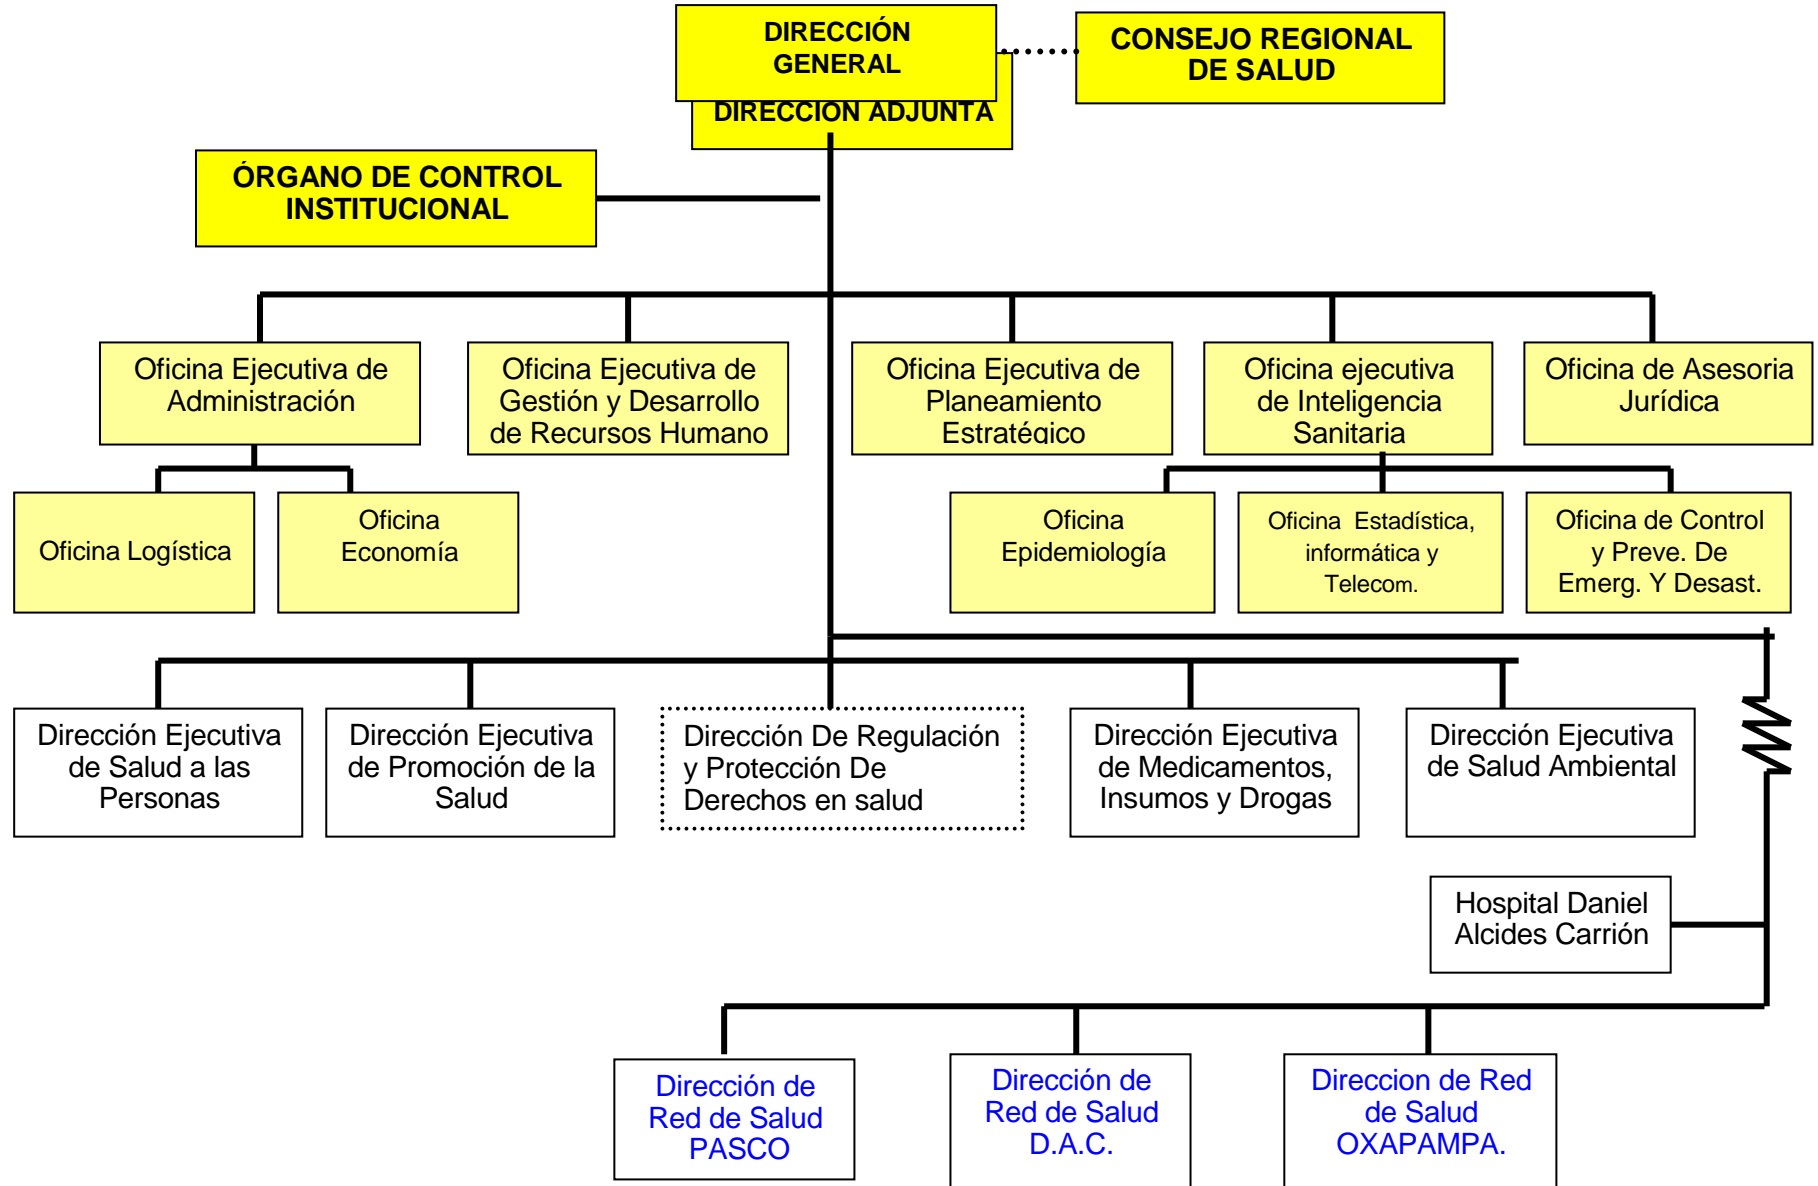 DIRECCIÓN
GENERAL
CONSEJO REGIONAL
DE SALUD
DIRECCION ADJUNTA
ÓRGANO DE CONTROL
INSTITUCIONAL
Oficina Ejecutiva de
Administración
Oficina Ejecutiva de
Gestión y Desarrollo
de Recursos Humano
Oficina Ejecutiva de
Planeamiento
Estratégico
Oficina ejecutiva
de Inteligencia
Sanitaria
Oficina de Asesoria
Jurídica
Oficina Logística
Oficina
Economía
Oficina
Epidemiología
Oficina Estadística,
informática y
Telecom.
Oficina de Control
y Preve. De
Emerg. Y Desast.
Dirección Ejecutiva
de Salud a las
Personas
Dirección Ejecutiva
de Promoción de la
Salud
Dirección De Regulación
y Protección De
Derechos en salud
Dirección Ejecutiva
de Medicamentos,
Insumos y Drogas
Dirección Ejecutiva
de Salud Ambiental
Hospital Daniel
Alcides Carrión
Dirección de
Red de Salud
PASCO
Dirección de
Red de Salud
D.A.C.
Direccion de Red
de Salud
OXAPAMPA.